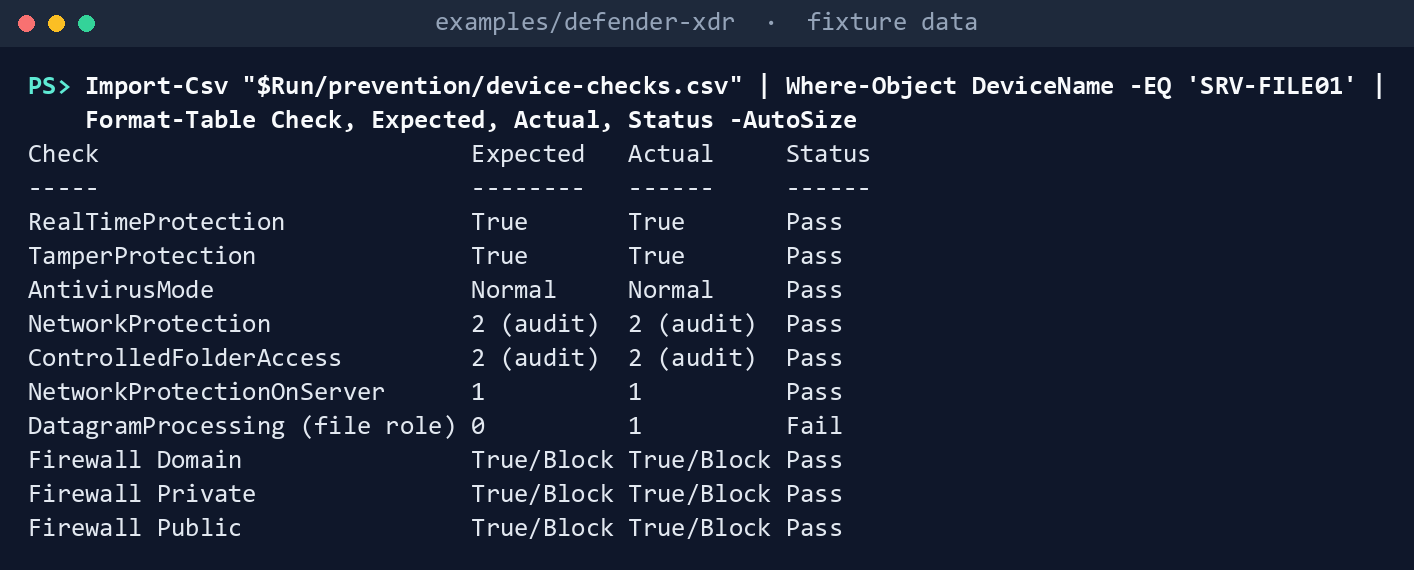 examples/defender-xdr · fixture data
PS> Import-Csv "$Run/prevention/device-checks.csv" | Where-Object DeviceName -EQ 'SRV-FILE01' |
    Format-Table Check, Expected, Actual, Status -AutoSize
Check                          Expected   Actual     Status
-----                          --------   ------     ------
RealTimeProtection             True       True       Pass
TamperProtection               True       True       Pass
AntivirusMode                  Normal     Normal     Pass
NetworkProtection              2 (audit)  2 (audit)  Pass
ControlledFolderAccess         2 (audit)  2 (audit)  Pass
NetworkProtectionOnServer      1          1          Pass
DatagramProcessing (file role) 0          1          Fail
Firewall Domain                True/Block True/Block Pass
Firewall Private               True/Block True/Block Pass
Firewall Public                True/Block True/Block Pass